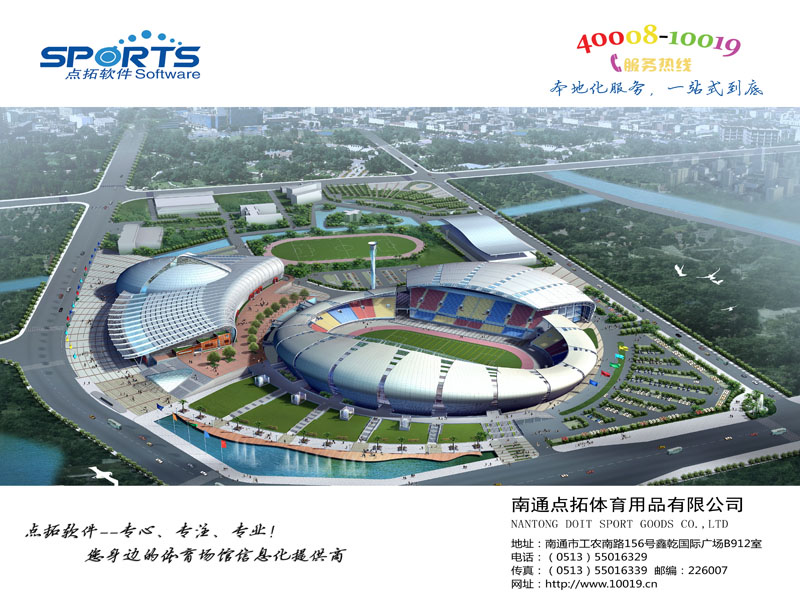 SPORTS
点拓软件 Software
40008-10019
服务热线
本地化服务，一站式到底
点拓软件--专心、专注、专业！
您身边的体育场馆信息化提供商
南通点拓体育用品有限公司
NANTONG DOIT SPORT GOODS CO.,LTD
地址：南通市工农南路156号鑫乾国际广场B912室
电话：（0513）55016329
传真：（0513）55016339 邮编：226007
网址：http://www.10019.cn